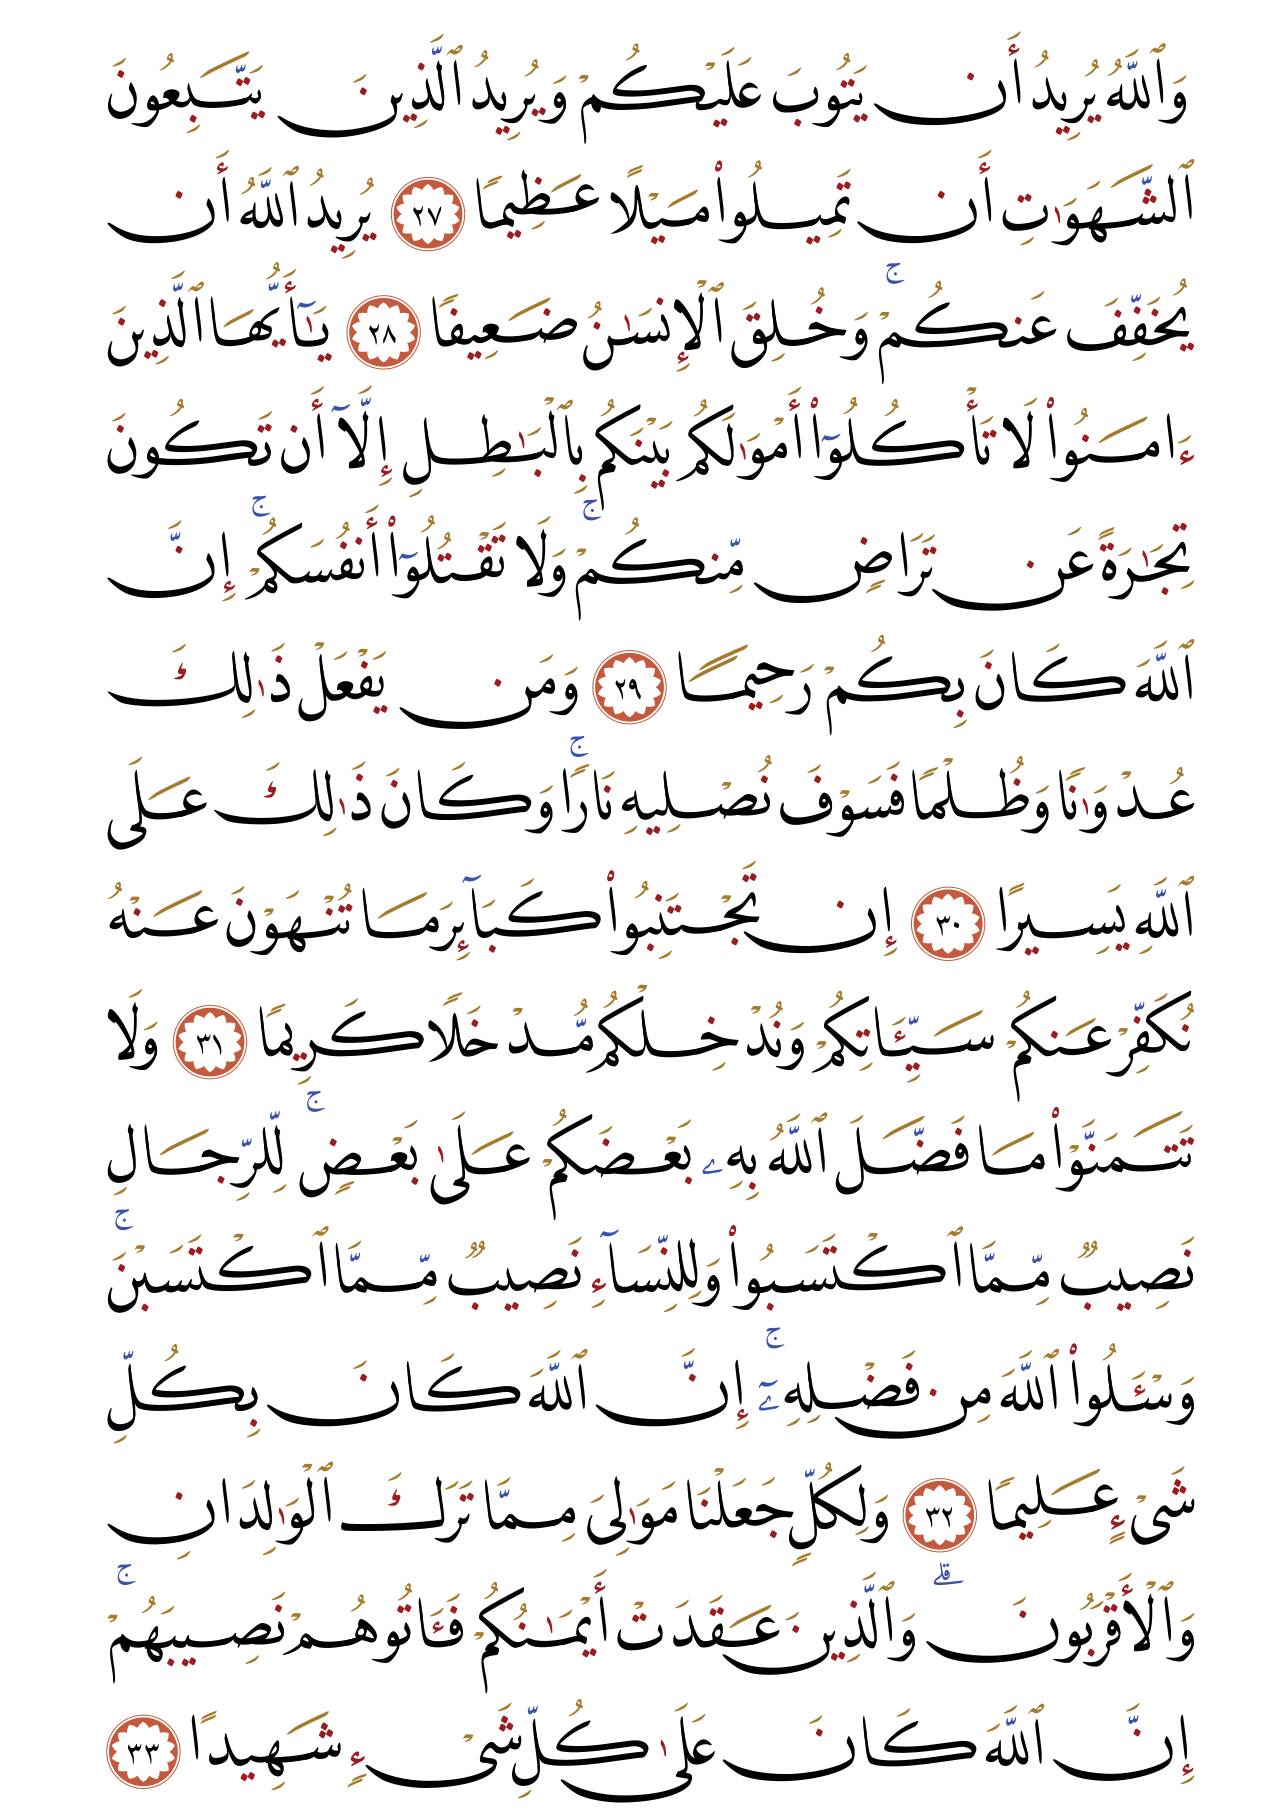 وَٱللَّهُ يُرِيدُ أَن يَتُوبَ عَلَيْكُمْ وَيُرِيدُ ٱلَّذِينَ يَتَّبِعُونَ
ٱلشَّهَوَٰتِ أَن تَمِيلُوا۟ مَيْلًا عَظِيمًا ٢٧ يُرِيدُ ٱللَّهُ أَن
يُخَفِّفَ عَنكُمْ ۚ وَخُلِقَ ٱلْإِنسَـٰنُ ضَعِيفًا ٢٨ يَـٰٓأَيُّهَا ٱلَّذِينَ
ءَامَنُوا۟ لَا تَأْكُلُوٓا۟ أَمْوَٰلَكُم بَيْنَكُم بِٱلْبَـٰطِلِ إِلَّآ أَن تَكُونَ
تِجَـٰرَةً عَن تَرَاضٍ مِّنكُمْ ۚ وَلَا تَقْتُلُوٓا۟ أَنفُسَكُمْ ۚ إِنَّ
ٱللَّهَ كَانَ بِكُمْ رَحِيمًا ٢٩ وَمَن يَفْعَلْ ذَٰلِكَ
عُدْوَٰنًا وَظُلْمًا فَسَوْفَ نُصْلِيهِ نَارًا ۚ وَكَانَ ذَٰلِكَ عَلَى
ٱللَّهِ يَسِيرًا ٣٠ إِن تَجْتَنِبُوا۟ كَبَآئِرَ مَا تُنْهَوْنَ عَنْهُ
نُكَفِّرْ عَنكُمْ سَيِّـَٔاتِكُمْ وَنُدْخِلْكُم مُّدْخَلًا كَرِيمًا ٣١ وَلَا
تَتَمَنَّوْا۟ مَا فَضَّلَ ٱللَّهُ بِهِۦ بَعْضَكُمْ عَلَىٰ بَعْضٍ ۚ لِّلرِّجَالِ
نَصِيبٌ مِّمَّا ٱكْتَسَبُوا۟ وَلِلنِّسَآءِ نَصِيبٌ مِّمَّا ٱكْتَسَبْنَ ۚ
وَسْـَٔلُوا۟ ٱللَّهَ مِن فَضْلِهِۦٓ ۚ إِنَّ ٱللَّهَ كَانَ بِكُلِّ
شَىْءٍ عَلِيمًا ٣٢ وَلِكُلٍّ جَعَلْنَا مَوَٰلِىَ مِمَّا تَرَكَ ٱلْوَٰلِدَانِ
وَٱلْأَقْرَبُونَ ۗ وَٱلَّذِينَ عَقَدَتْ أَيْمَـٰنُكُمْ فَـَٔاتُوهُمْ نَصِيبَهُمْ ۚ
إِنَّ ٱللَّهَ كَانَ عَلَىٰ كُلِّ شَىْءٍ شَهِيدًا ٣٣